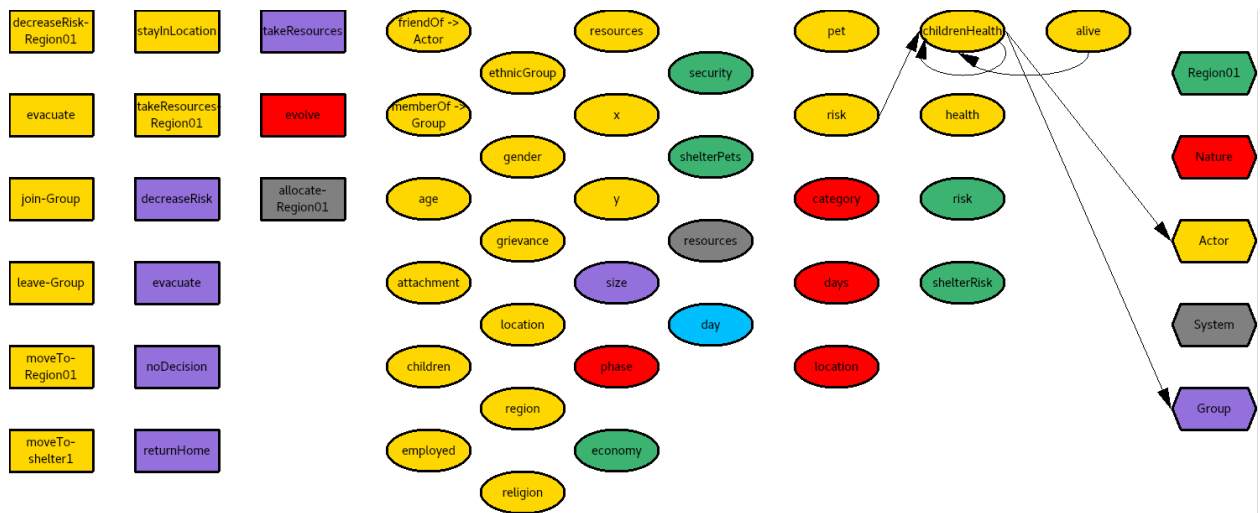 decreaseRisk-
Region01
stayInLocation
takeResources
friendOf ->
Actor
resources
pet
childrenHealth
alive
ethnicGroup
security
Region01
evacuate
takeResources-
Region01
evolve
memberOf ->
Group
x
risk
health
gender
shelterPets
Nature
join-Group
decreaseRisk
allocate-
Region01
age
y
category
risk
grievance
resources
Actor
leave-Group
evacuate
attachment
size
days
shelterRisk
location
day
System
moveTo-
Region01
noDecision
children
phase
location
region
Group
moveTo-
shelter1
returnHome
employed
economy
religion